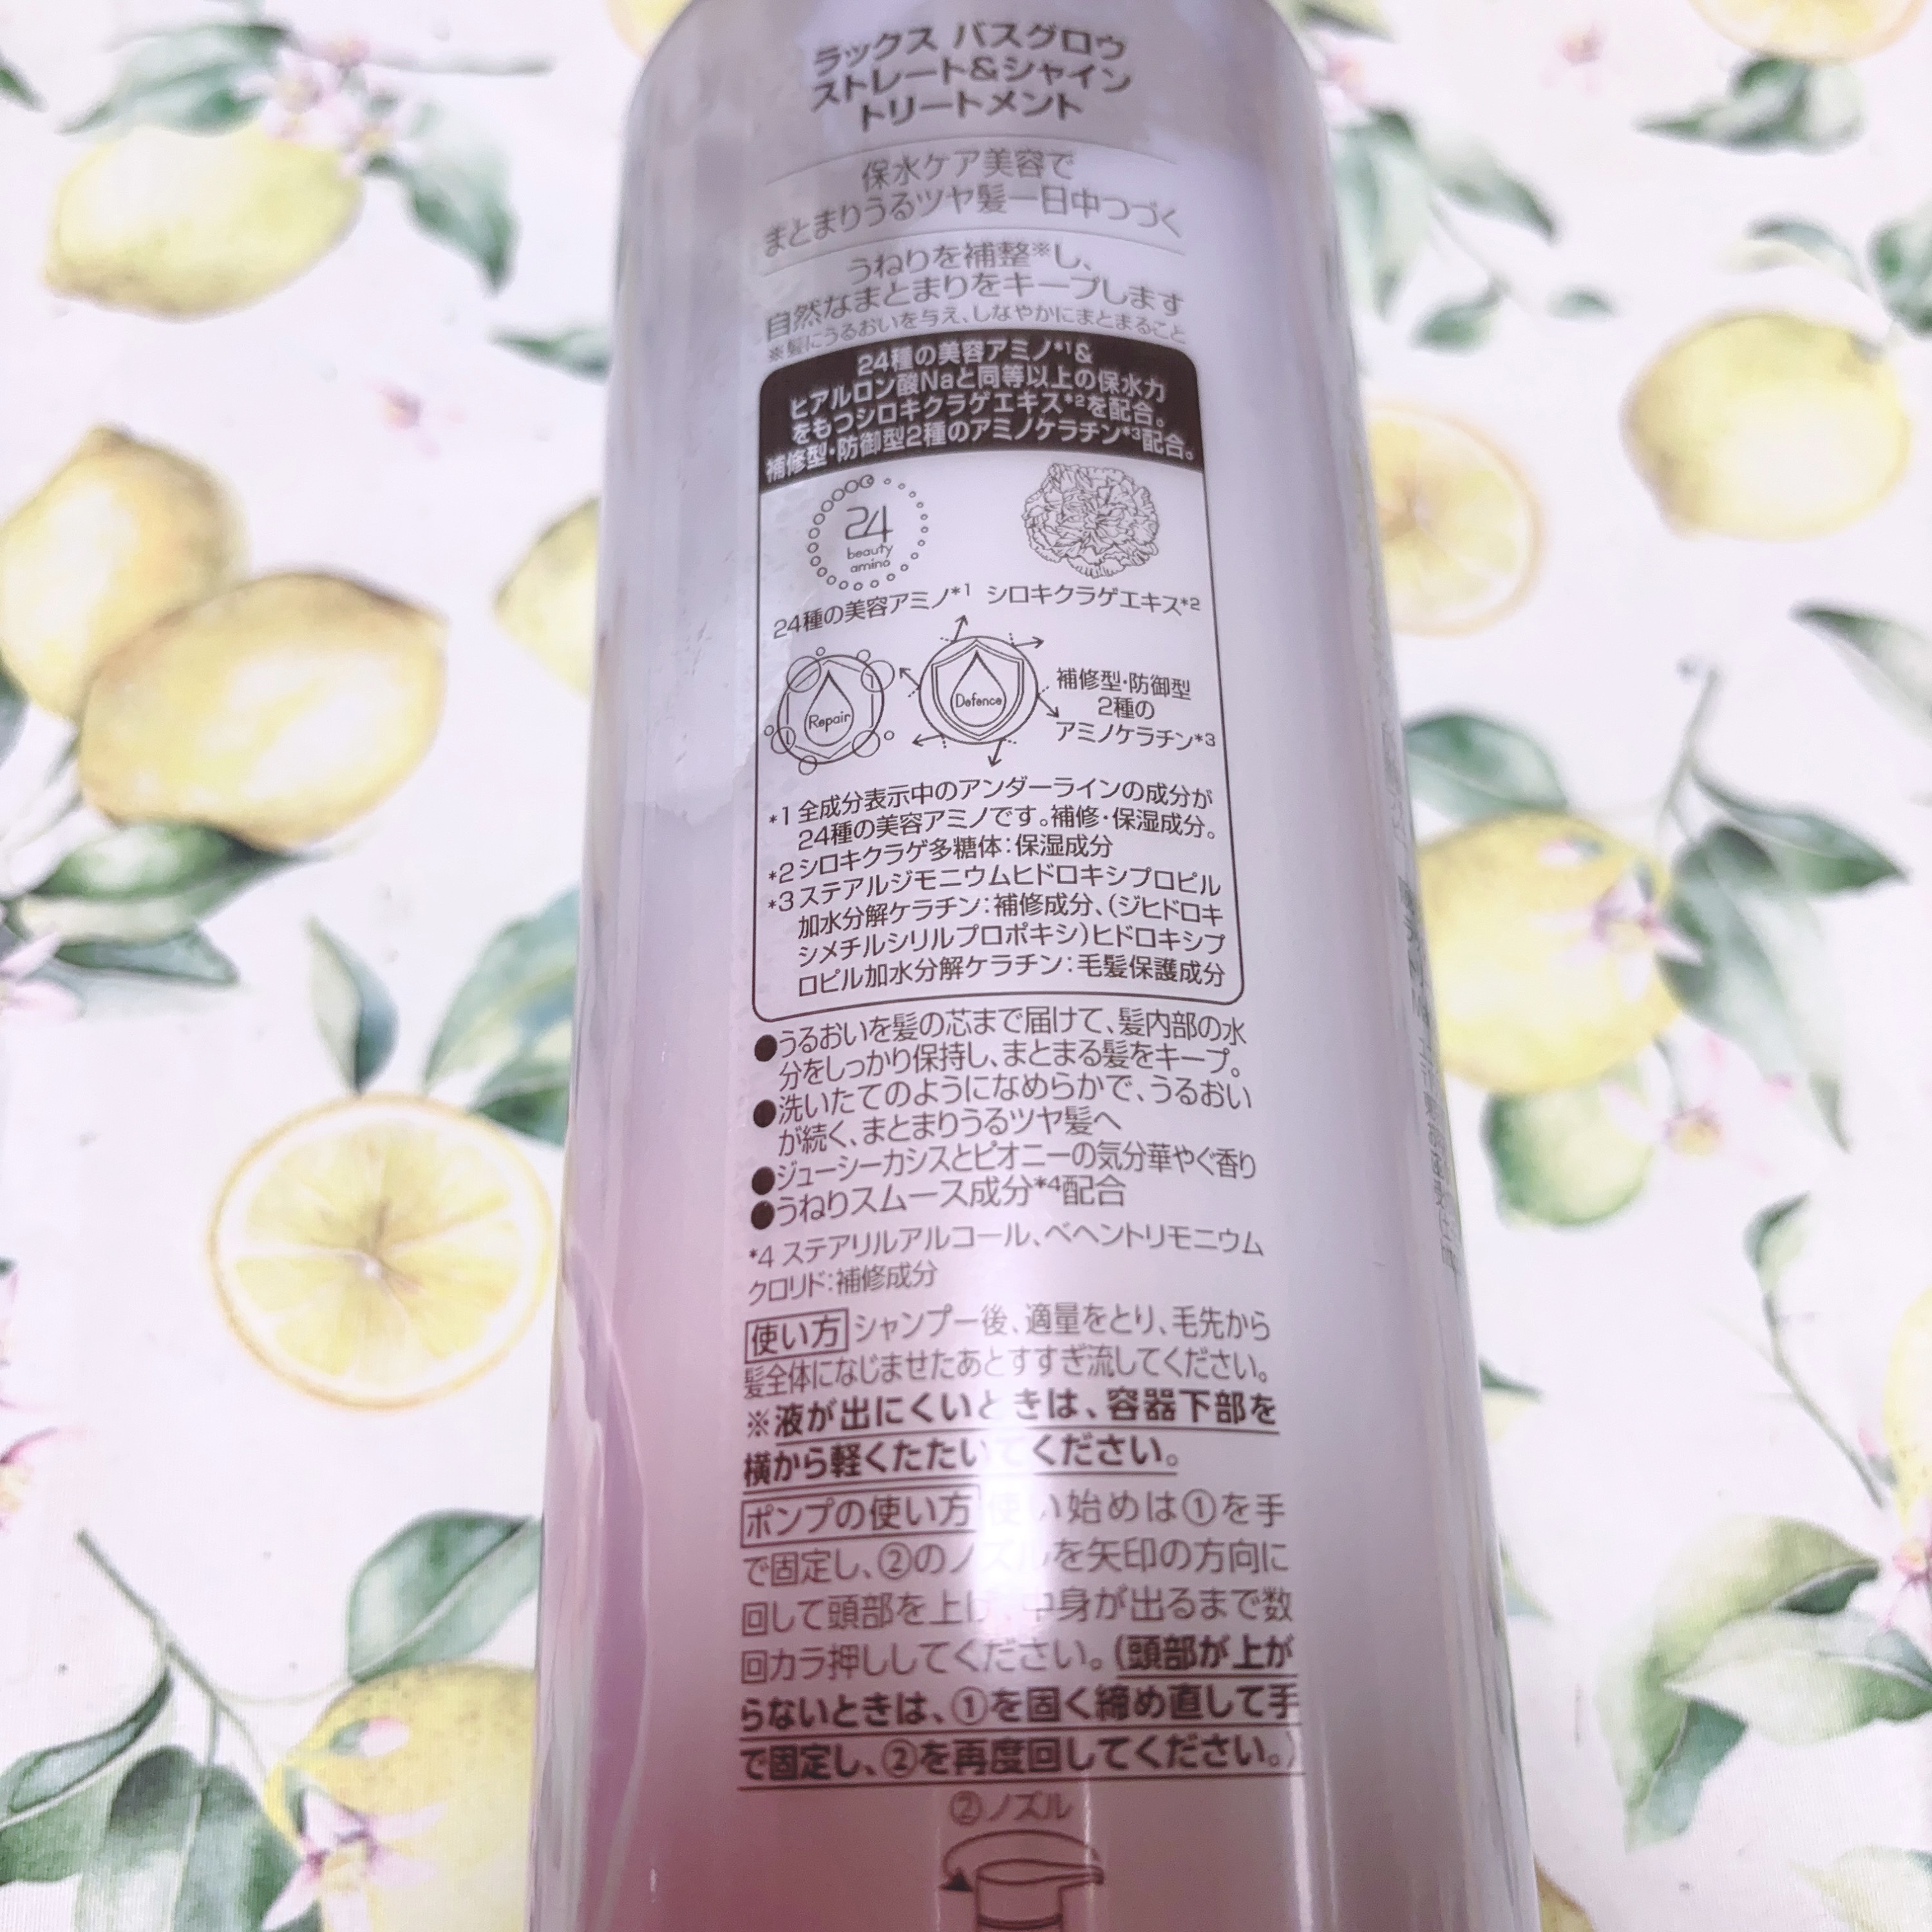 ラックス バスグロウ
ストレート&シャイン
トリートメント
保水ケア美容で
まとまりうるツヤ髪一日中つづく
うねりを補整※し、
自然なまとまりをキープします
※髪にうるおいを与え、しなやかにまとまること
24種の美容アミノ*1&
ヒアルロン酸Naと同等以上の保水力
をもつシロキクラゲエキス*2を配合。
補修型・防御型2種のアミノケラチン*3配合。
24
beauty
amino
24種の美容アミノ*1 シロキクラゲエキス*2
Repair
Defence
補修型・防御型
2種の
アミノケラチン*3
*1 全成分表示中のアンダーラインの成分が
24種の美容アミノです。補修・保湿成分。
*2 シロキクラゲ多糖体：保湿成分
*3 ステアルジモニウムヒドロキシプロピル
加水分解ケラチン：補修成分、(ジヒドロキ
シメチルシリルプロポキシ)ヒドロキシプ
ロピル加水分解ケラチン：毛髪保護成分
●うるおいを髪の芯まで届けて、髪内部の水
分をしっかり保持し、まとまる髪をキープ。
●洗いたてのようになめらかで、うるおい
が続く、まとまりうるツヤ髪へ
●ジューシーカシスとピオニーの気分華やぐ香り
●うねりスムース成分*4配合
*4 ステアリルアルコール、ベヘントリモニウム
クロリド：補修成分
使い方 シャンプー後、適量をとり、毛先から
髪全体になじませたあとすすぎ流してください。
※液が出にくいときは、容器下部を
横から軽くたたいてください。
ポンプの使い方 使い始めは①を手
で固定し、②のノズルを矢印の方向に
回して頭部を上げ、中身が出るまで数
回カラ押ししてください。(頭部が上が
らないときは、①を固く締め直して手
で固定し、②を再度回してください。)
②ノズル